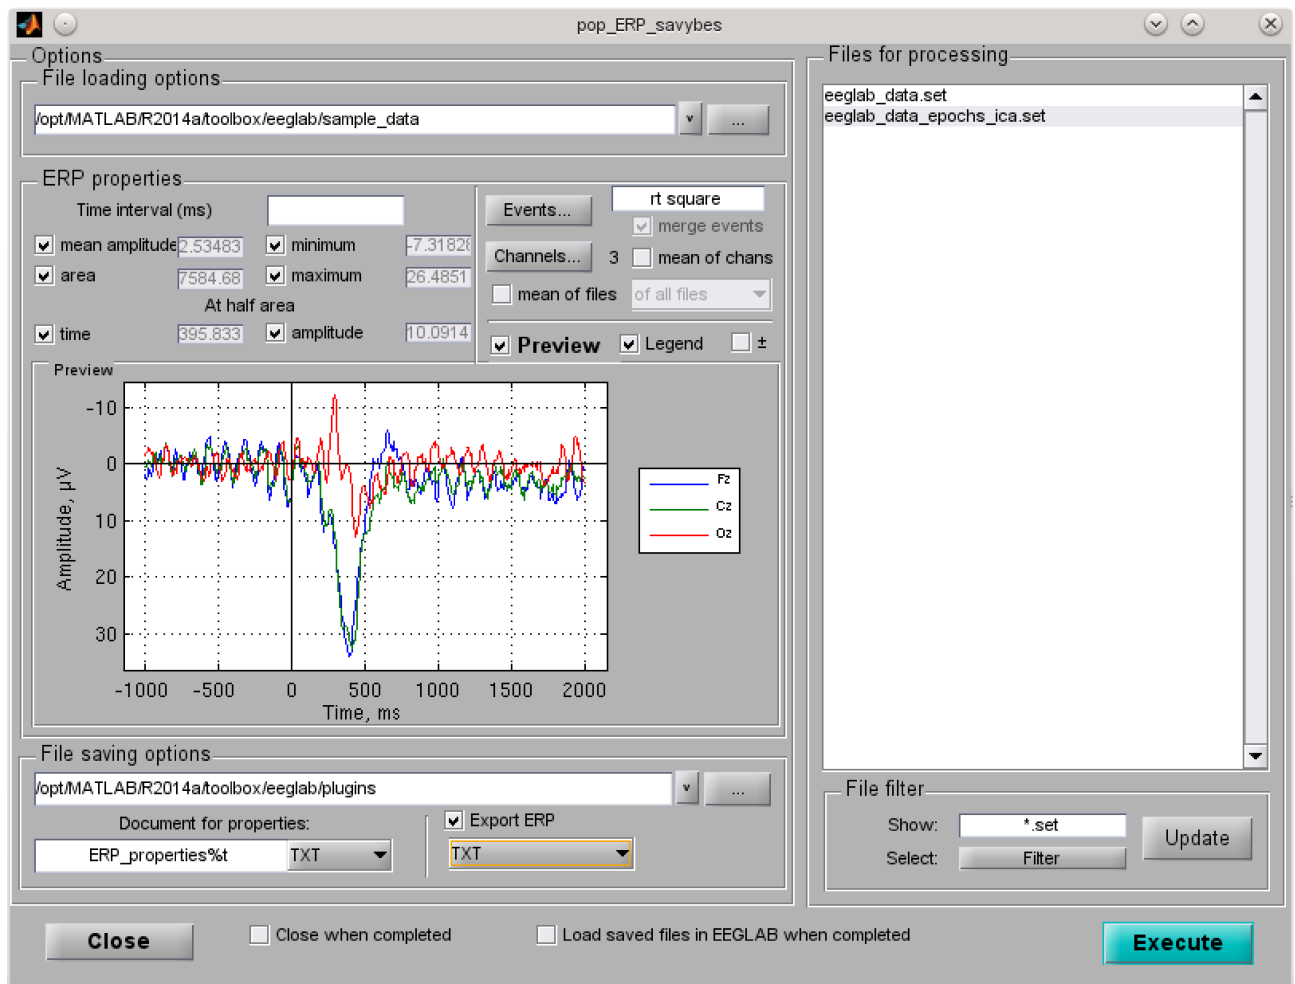 pop_ERP_savybes
Options
File loading options
/opt/MATLAB/R2014a/toolbox/eeglab/sample_data
v
...
ERP properties
Time interval (ms)
mean amplitude 2.53483 minimum -7.31828
area 7584.68 maximum 26.4851
At half area
time 395.833 amplitude 10.0914
Events... rt square
merge events
Channels... 3 mean of chans
mean of files of all files
Preview Legend ±
Preview
-10
0
10
20
30
Amplitude, µV
-1000 -500 0 500 1000 1500 2000
Time, ms
Fz
Cz
Oz
File saving options
/opt/MATLAB/R2014a/toolbox/eeglab/plugins
v
...
Document for properties:
ERP_properties%t TXT
Export ERP
TXT
Files for processing
eeglab_data.set
eeglab_data_epochs_ica.set
File filter
Show: *.set
Select: Filter
Update
Close
Close when completed
Load saved files in EEGLAB when completed
Execute